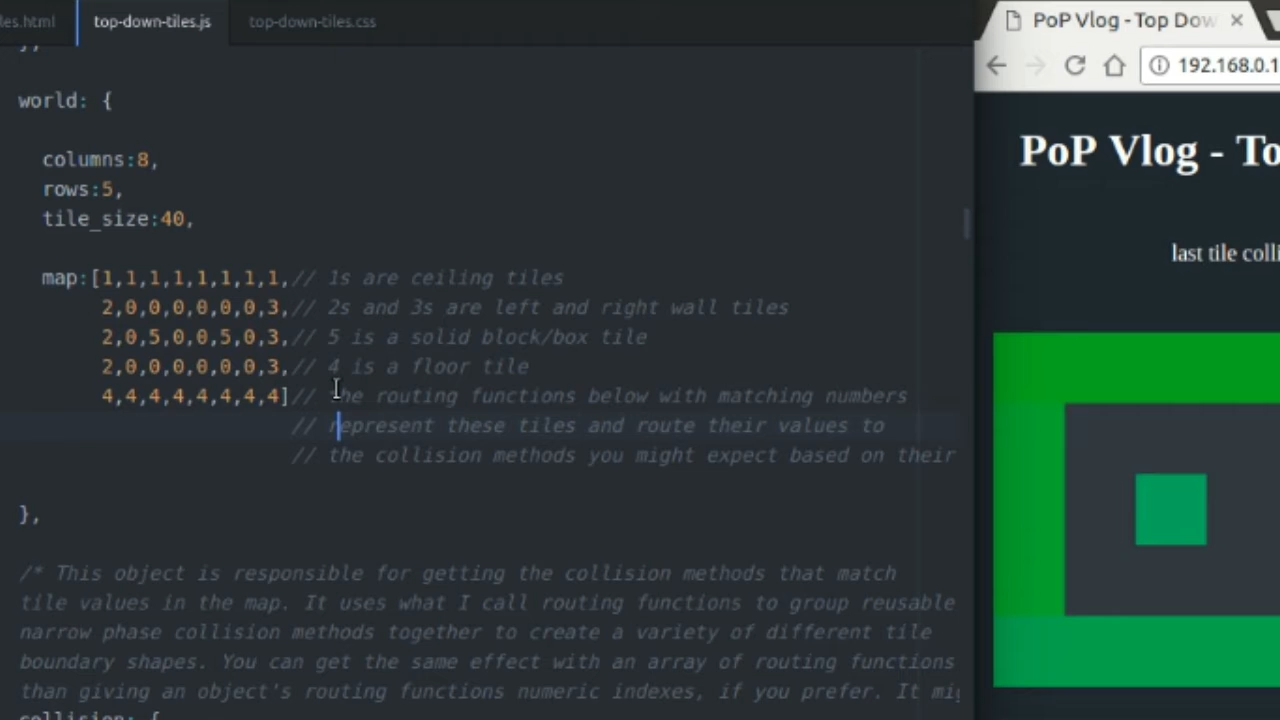 les.html
top-down-tiles.js
top-down-tiles.css
PoP Vlog - Top Dow
192.168.0.1
},
world: {
columns:8,
rows:5,
tile_size:40,
map:[1,1,1,1,1,1,1,1,// 1s are ceiling tiles
2,0,0,0,0,0,0,3,// 2s and 3s are left and right wall tiles
2,0,5,0,0,5,0,3,// 5 is a solid block/box tile
2,0,0,0,0,0,0,3,// 4 is a floor tile
4,4,4,4,4,4,4,4]// the routing functions below with matching numbers
// represent these tiles and route their values to
// the collision methods you might expect based on their
},
/* This object is responsible for getting the collision methods that match
tile values in the map. It uses what I call routing functions to group reusable
narrow phase collision methods together to create a variety of different tile
boundary shapes. You can get the same effect with an array of routing functions
than giving an object's routing functions numeric indexes, if you prefer. It mig
collision: {
PoP Vlog - To
last tile colli